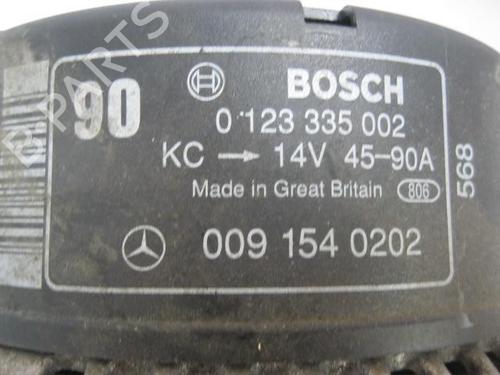 90 BOSCH
0 123 335 002
KC → 14V 45-90A
Made in Great Britain 806
009 154 0202
568
B-PARTS